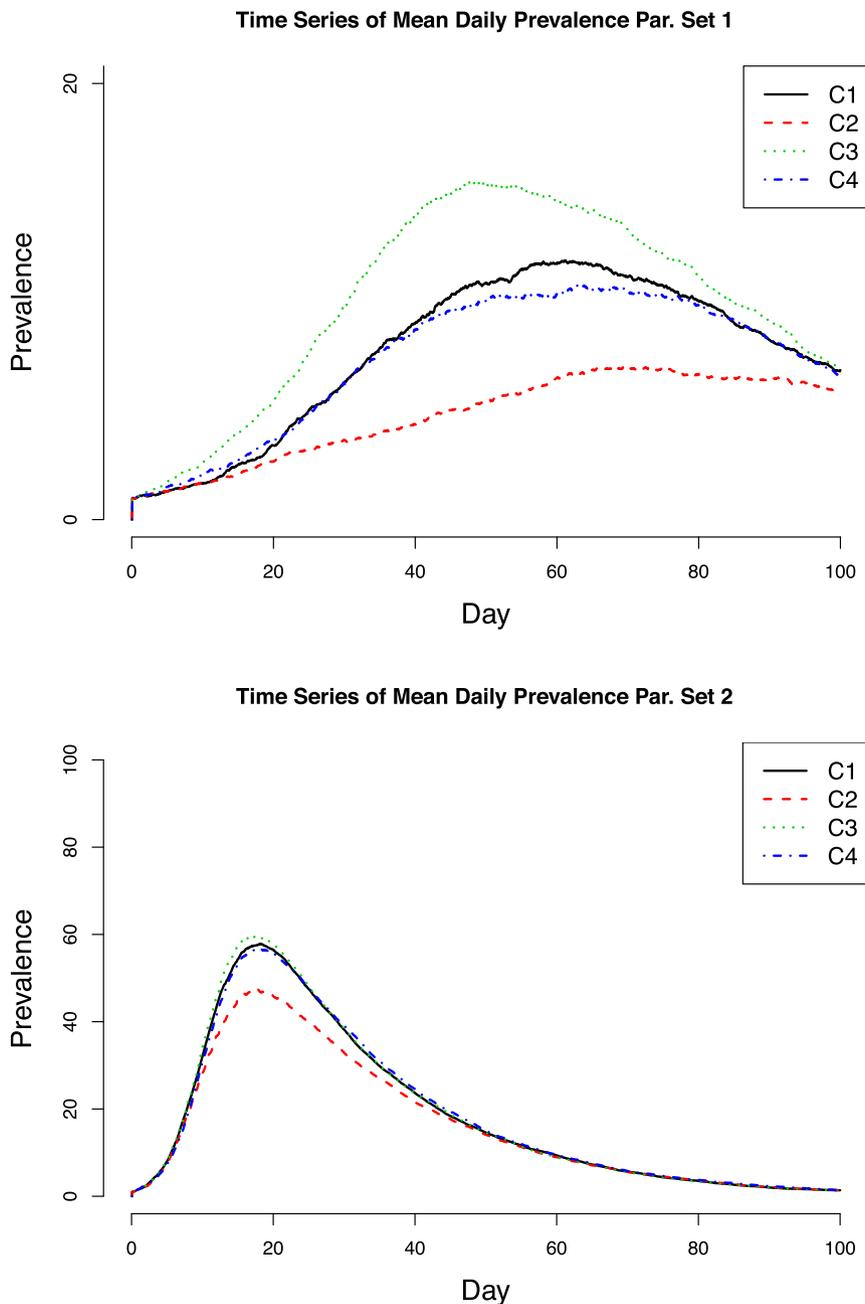 Time Series of Mean Daily Prevalence Par. Set 1
20
0
Prevalence
C1
C2
C3
C4
0 20 40 60 80 100
Day
Time Series of Mean Daily Prevalence Par. Set 2
100
80
60
40
20
0
Prevalence
C1
C2
C3
C4
0 20 40 60 80 100
Day